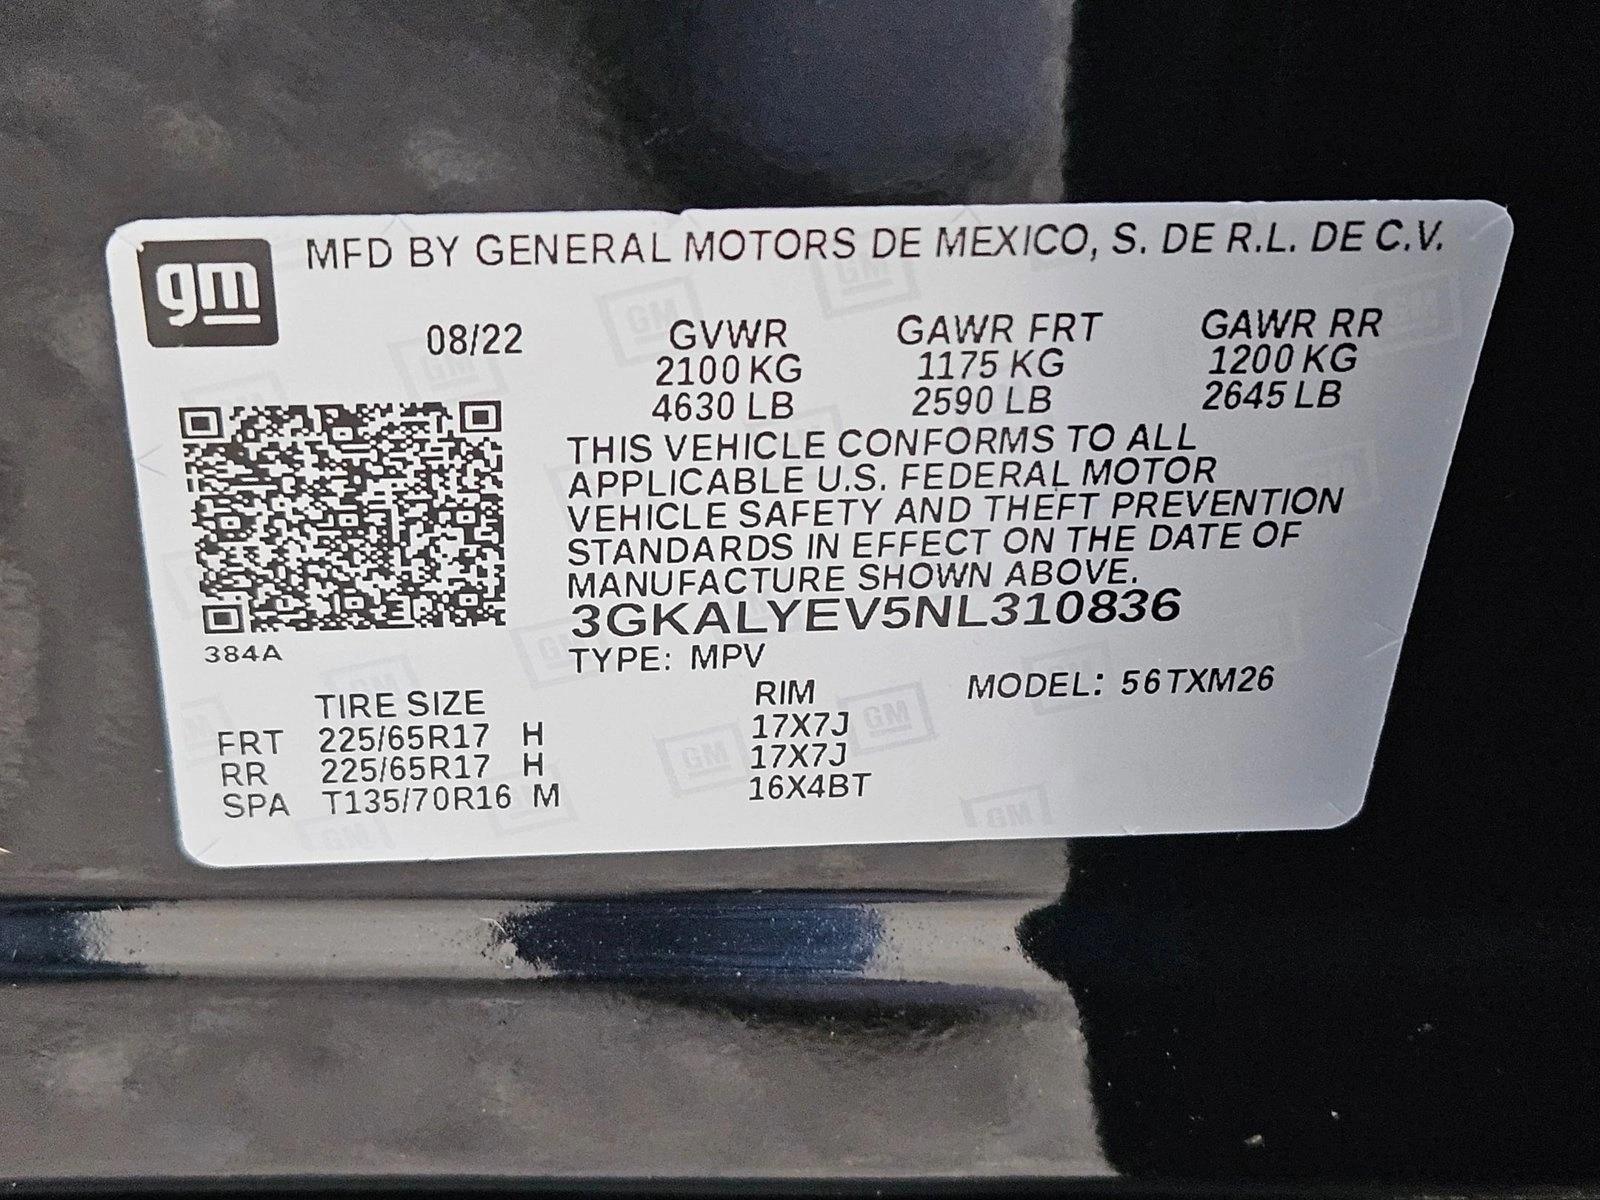 gm
MFD BY GENERAL MOTORS DE MEXICO, S. DE R.L. DE C.V.
08/22 GVWR GAWR FRT GAWR RR
2100 KG 1175 KG 1200 KG
4630 LB 2590 LB 2645 LB
THIS VEHICLE CONFORMS TO ALL
APPLICABLE U.S. FEDERAL MOTOR
VEHICLE SAFETY AND THEFT PREVENTION
STANDARDS IN EFFECT ON THE DATE OF
MANUFACTURE SHOWN ABOVE.
3GKALYEV5NL310836
384A
TYPE: MPV
TIRE SIZE RIM MODEL: 56TXM26
FRT 225/65R17 H 17X7J
RR 225/65R17 H 17X7J
SPA T135/70R16 M 16X4BT